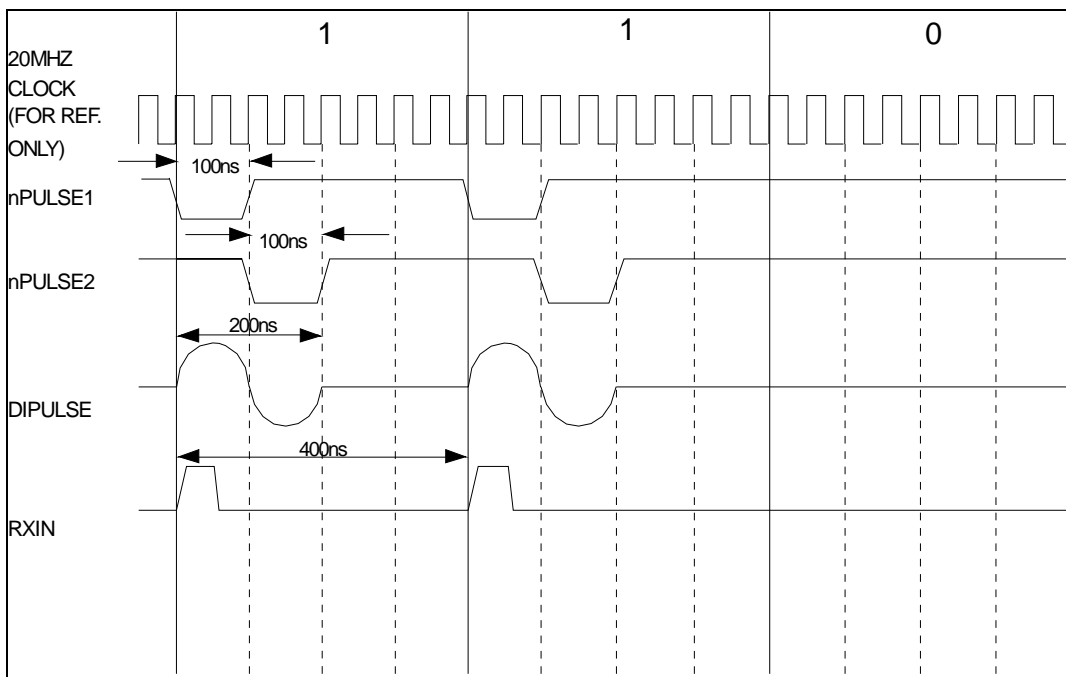 1 1 0
20MHZ
CLOCK
(FOR REF.
ONLY)
100ns
nPULSE1
100ns
nPULSE2
200ns
DIPULSE
400ns
RXIN